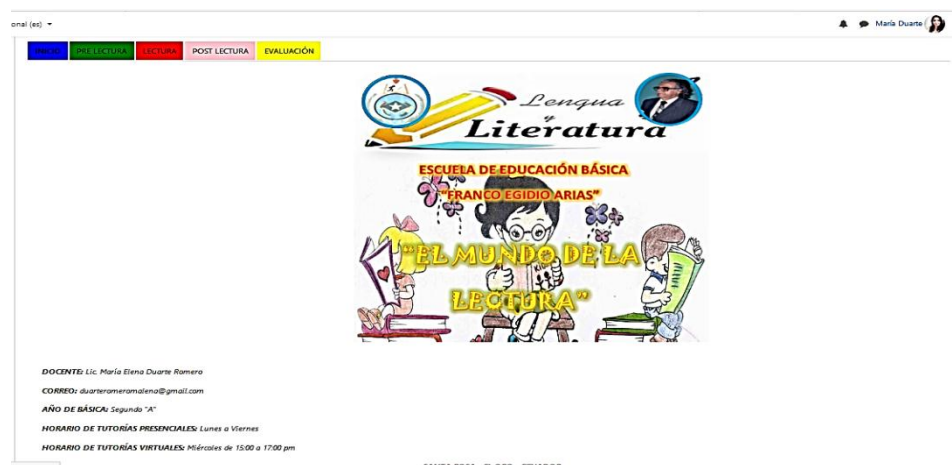 onal (es)
María Duarte
INICIO PRE LECTURA LECTURA POST LECTURA EVALUACIÓN
Lengua
y
Literatura
ESCUELA DE EDUCACIÓN BÁSICA
"FRANCO EGIDIO ARIAS"
"EL MUNDO DE LA
LECTURA"
DOCENTE: Lic. María Elena Duarte Romero
CORREO: duarteromeromalena@gmail.com
AÑO DE BÁSICA: Segundo "A"
HORARIO DE TUTORÍAS PRESENCIALES: Lunes a Viernes
HORARIO DE TUTORÍAS VIRTUALES: Miércoles de 15:00 a 17:00 pm